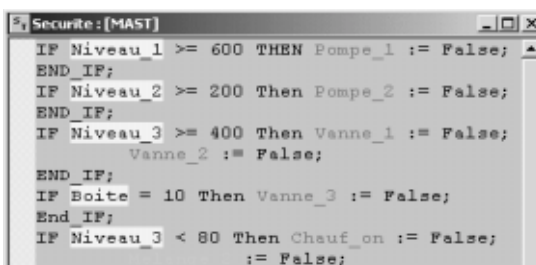 Securite : [MAST]
IF Niveau_1 >= 600 THEN Pompe_1 := False;
END_IF;
IF Niveau_2 >= 200 Then Pompe_2 := False;
END_IF;
IF Niveau_3 >= 400 Then Vanne_1 := False;
Vanne_2 := False;
END_IF;
IF Boite = 10 Then Vanne_3 := False;
End_IF;
IF Niveau_3 < 80 Then Chauf_on := False;
:= False;